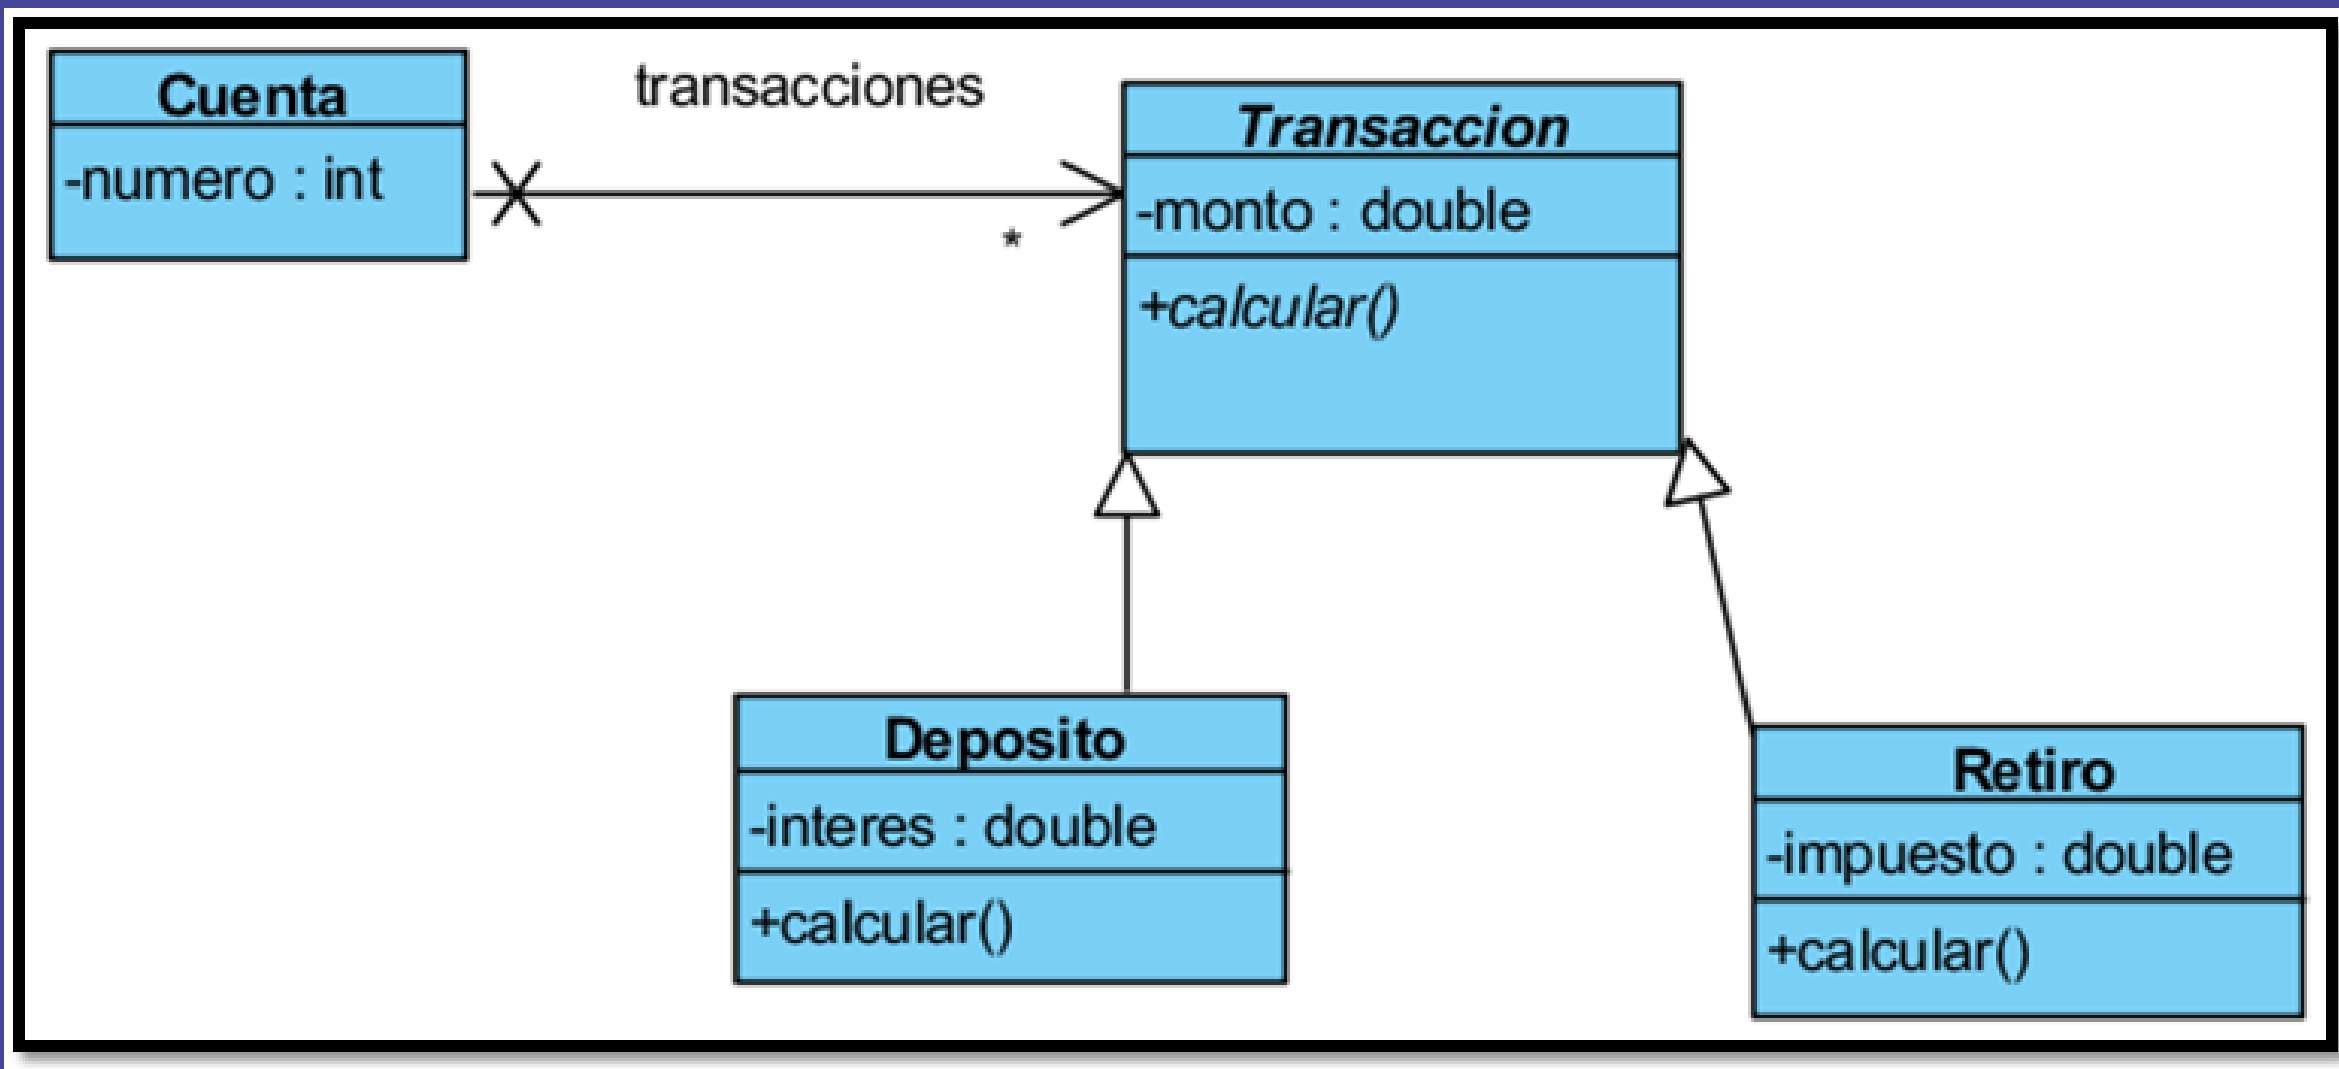 Cuenta
-numero : int
transacciones
*
Transaccion
-monto : double
+calcular()
Deposito
-interes : double
+calcular()
Retiro
-impuesto : double
+calcular()